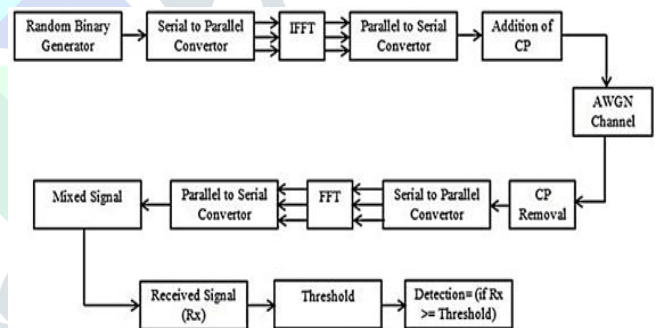 Random Binary
Generator
Serial to Parallel
Convertor
IFFT
Parallel to Serial
Convertor
Addition of
CP
AWGN
Channel
Mixed Signal
Parallel to Serial
Convertor
FFT
Serial to Parallel
Convertor
CP
Removal
Received Signal
(Rx)
Threshold
Detection= (if Rx
>= Threshold)